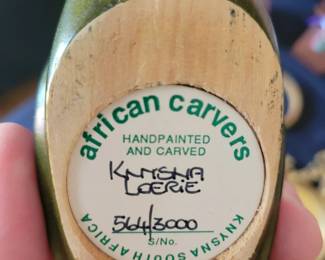 african carvers
HANDPAINTED
AND CARVED
KNYSNA
LOERIE
564/3000
S/No.
KNYSNA SOUTH AFRICA